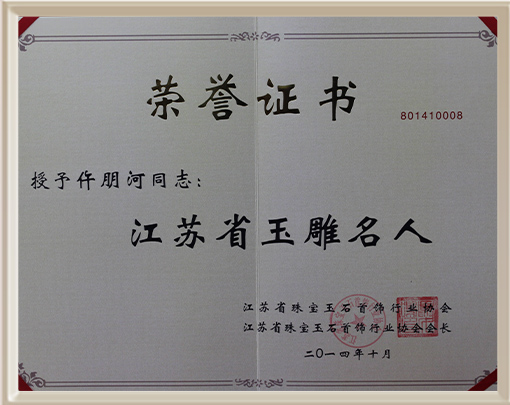 荣誉证书
801410008
授予仵朋河同志：
江苏省玉雕名人
江苏省珠宝玉石首饰行业协会
江苏省珠宝玉石首饰行业协会会长
二〇一四年十月